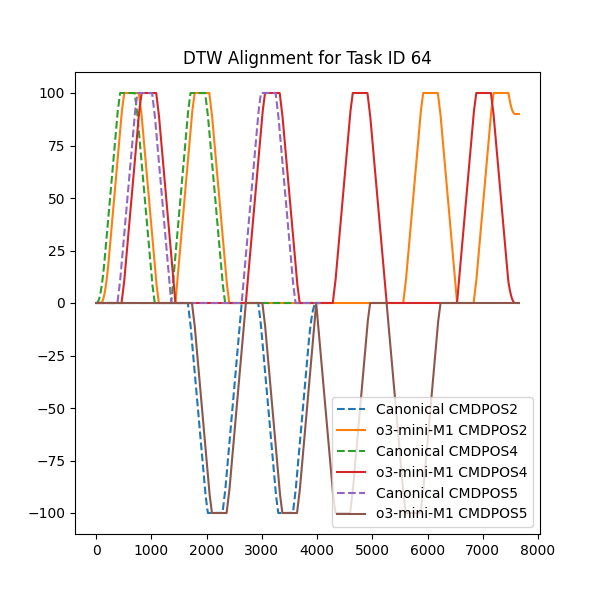 DTW Alignment for Task ID 64
100
75
50
25
0
−25
−50
−75
−100
0 1000 2000 3000 4000 5000 6000 7000 8000
Canonical CMDPOS2
o3-mini-M1 CMDPOS2
Canonical CMDPOS4
o3-mini-M1 CMDPOS4
Canonical CMDPOS5
o3-mini-M1 CMDPOS5